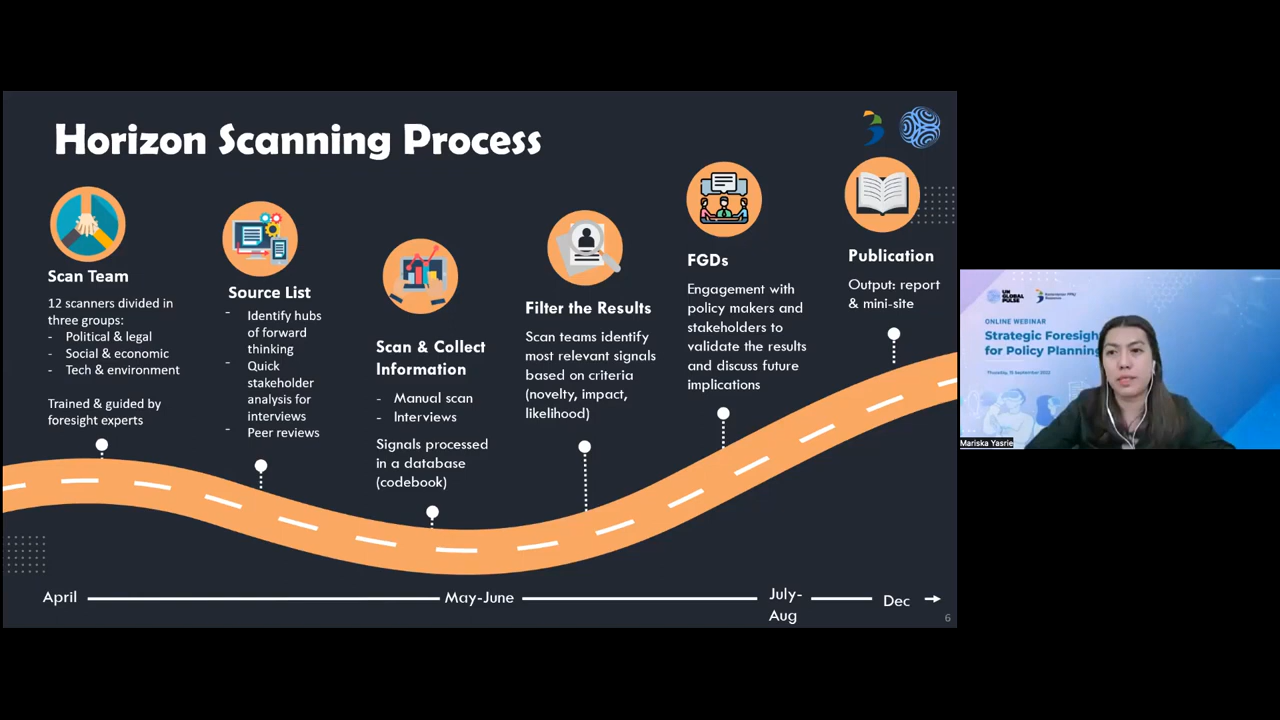 Horizon Scanning Process
Scan Team
12 scanners divided in
three groups:
- Political & legal
- Social & economic
- Tech & environment
Trained & guided by
foresight experts
Source List
- Identify hubs
of forward
thinking
- Quick
stakeholder
analysis for
interviews
- Peer reviews
Scan & Collect
Information
- Manual scan
- Interviews
Signals processed
in a database
(codebook)
Filter the Results
Scan teams identify
most relevant signals
based on criteria
(novelty, impact,
likelihood)
FGDs
Engagement with
policy makers and
stakeholders to
validate the results
and discuss future
implications
Publication
Output: report
& mini-site
April
May-June
July-
Aug
Dec
6
UN
GLOBAL
PULSE
ONLINE WEBINAR
Strategic Foresigh
for Policy Planning
Thursday, 15 September 2022
Mariska Yasrie